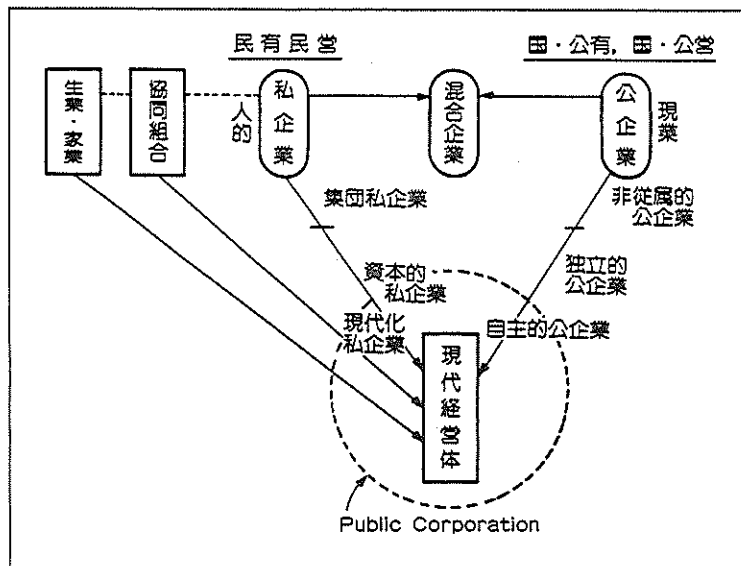 民有民営
国・公有，国・公営
生業・家業
協同組合
人的
私企業
混合企業
公企業
現業
集団私企業
非従属的
公企業
資本的
私企業
独立的
公企業
現代化
私企業
自主的公企業
現代経営体
Public Corporation